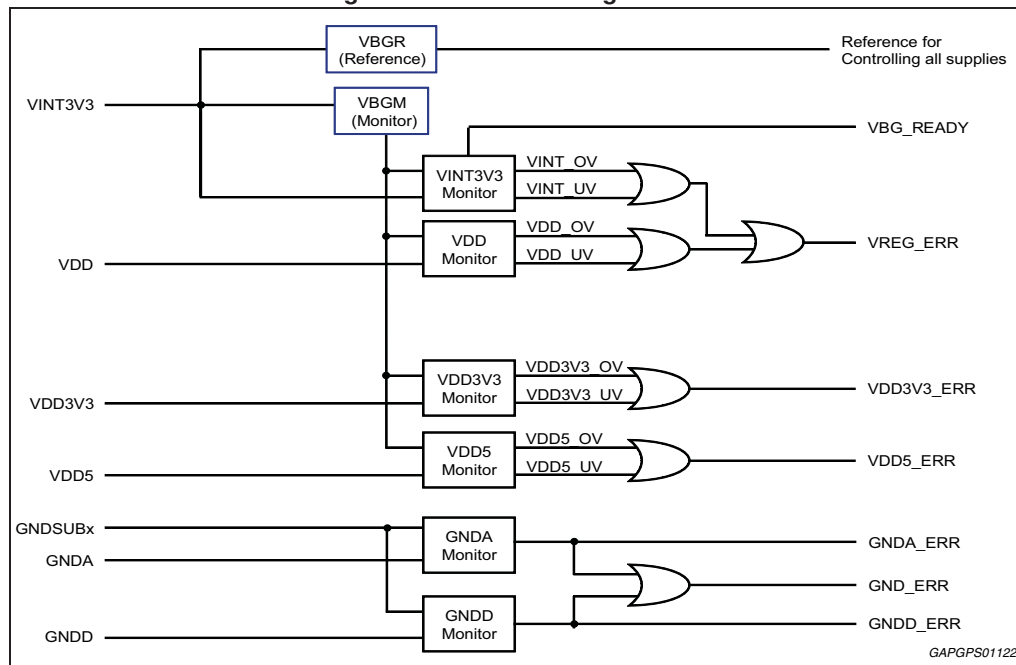 VBGR
(Reference)
Reference for
Controlling all supplies
VINT3V3
VBGM
(Monitor)
VBG_READY
VINT3V3
Monitor
VINT_OV
VINT_UV
VDD
Monitor
VDD_OV
VDD_UV
VREG_ERR
VDD
VDD3V3
Monitor
VDD3V3_OV
VDD3V3_UV
VDD3V3_ERR
VDD3V3
VDD5
Monitor
VDD5_OV
VDD5_UV
VDD5_ERR
VDD5
GNDSUBx
GNDA
Monitor
GNDA_ERR
GNDA
GND_ERR
GNDD
Monitor
GNDD_ERR
GNDD
GAPGPS01122